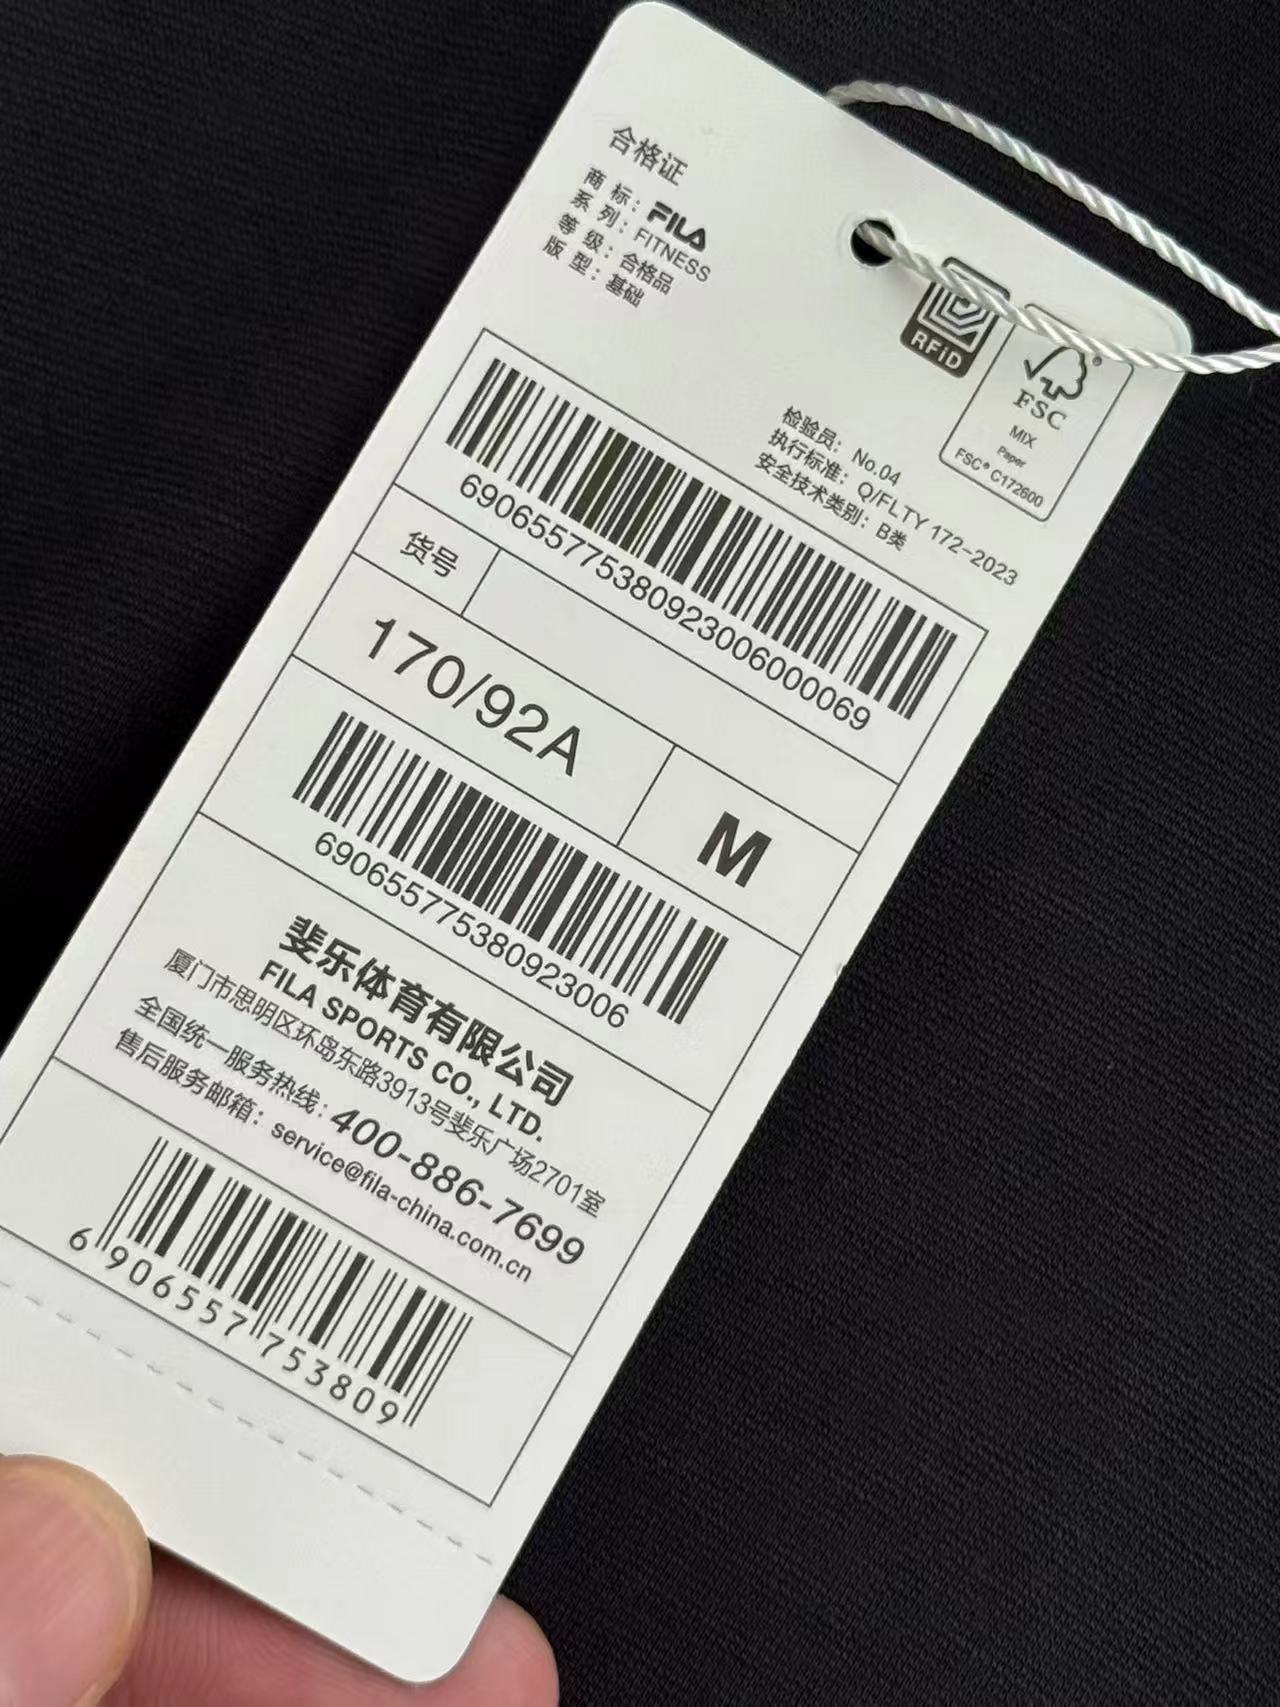 合格证
商 标：FILA
系 列：FITNESS
等 级：合格品
版 型：基础
RFiD
FSC®
MIX
Paper
FSC® C172600
检验员：No.04
执行标准：Q/FLTY 172-2023
安全技术类别：B类
690655775380923006000069
货号
170/92A
M
690655775380923006
斐乐体育有限公司
FILA SPORTS CO., LTD.
厦门市思明区环岛东路3913号斐乐广场2701室
全国统一服务热线：400-886-7699
售后服务邮箱：service@fila-china.com.cn
6 906557 753809